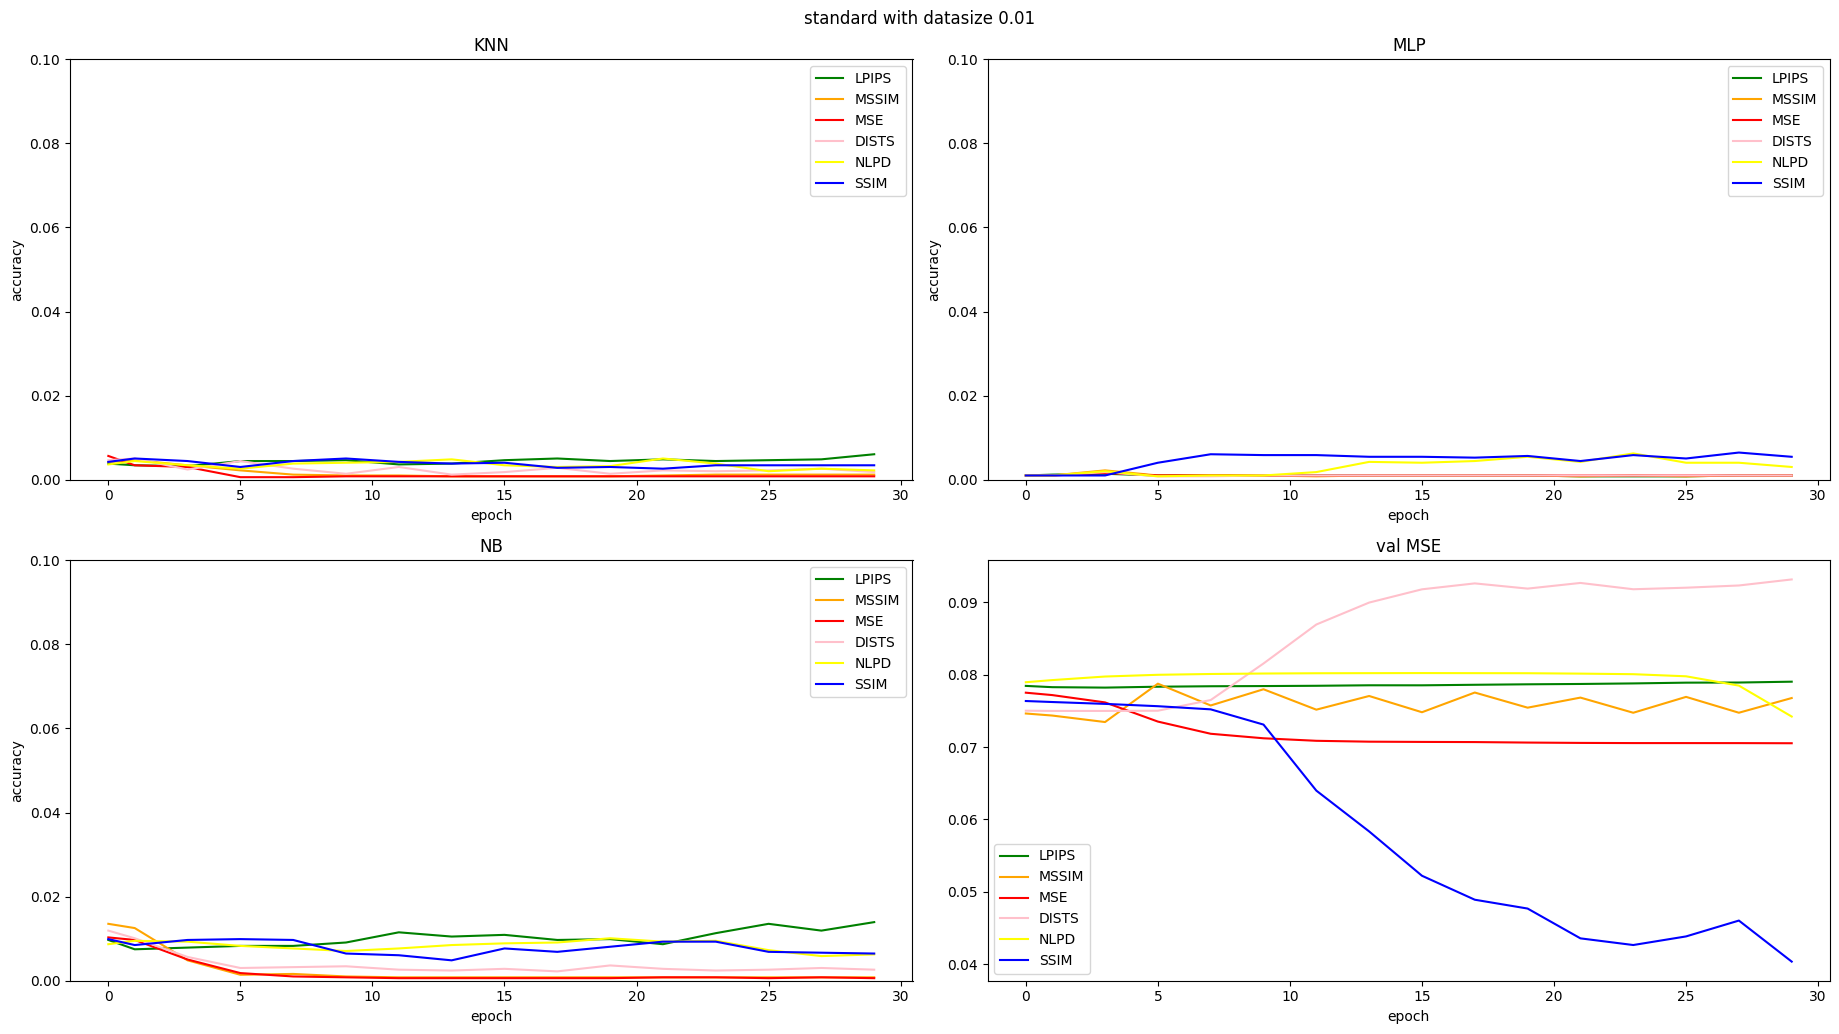 standard with datasize 0.01
KNN
0.10
0.08
0.06
0.04
0.02
0.00
accuracy
0
5
10
15
20
25
30
epoch
LPIPS
MSSIM
MSE
DISTS
NLPD
SSIM
MLP
0.10
0.08
0.06
0.04
0.02
0.00
accuracy
0
5
10
15
20
25
30
epoch
LPIPS
MSSIM
MSE
DISTS
NLPD
SSIM
NB
0.10
0.08
0.06
0.04
0.02
0.00
accuracy
0
5
10
15
20
25
30
epoch
LPIPS
MSSIM
MSE
DISTS
NLPD
SSIM
val MSE
0.09
0.08
0.07
0.06
0.05
0.04
0
5
10
15
20
25
30
epoch
LPIPS
MSSIM
MSE
DISTS
NLPD
SSIM